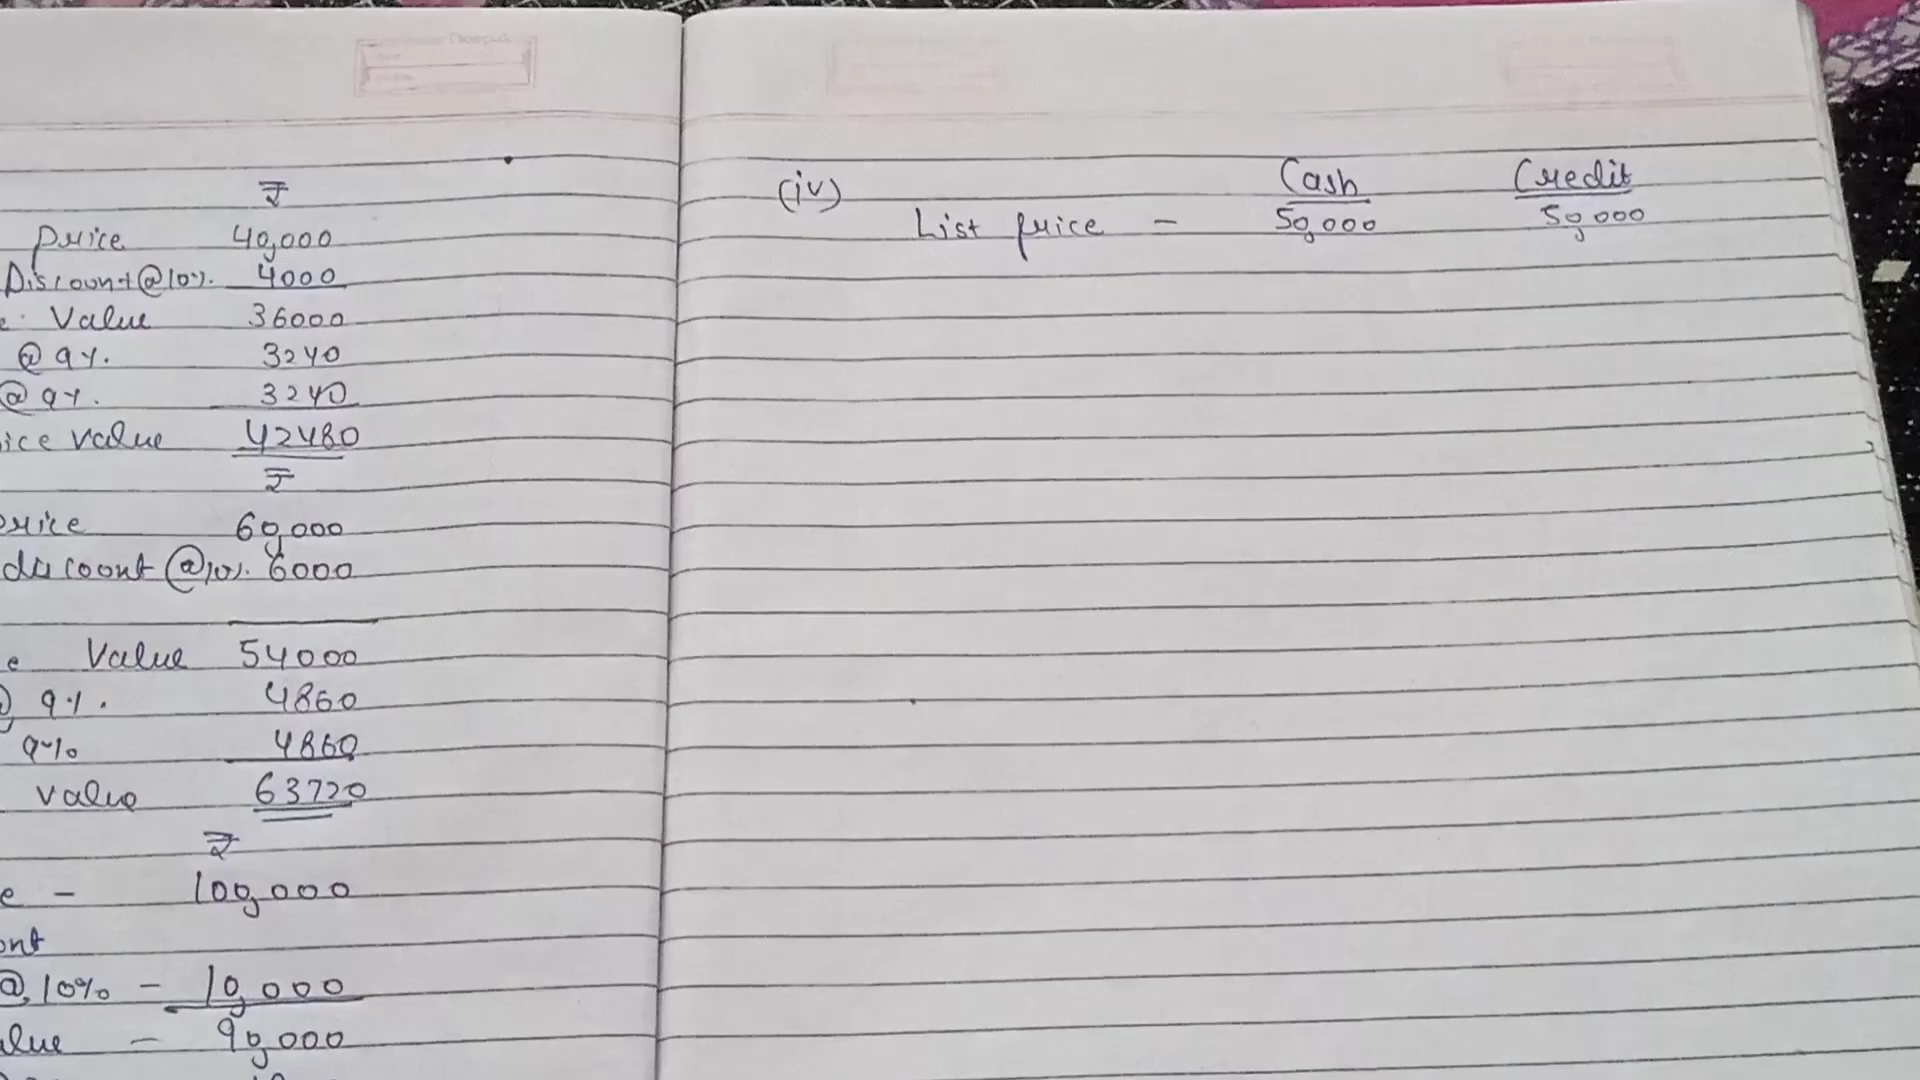 ₹
Price 40,000
Discount @ 10%. 4000
e. Value 36000
@ 9%. 3240
@ 9%. 3240
ice Value 42480
₹
price 60,000
discount @ 10%. 6000
e Value 54000
9%. 4860
9% 4860
Value 63720
₹
e - 100,000
ont
@ 10% - 10,000
alue - 90,000
(iv) Cash Credit
List price - 50,000 50,000